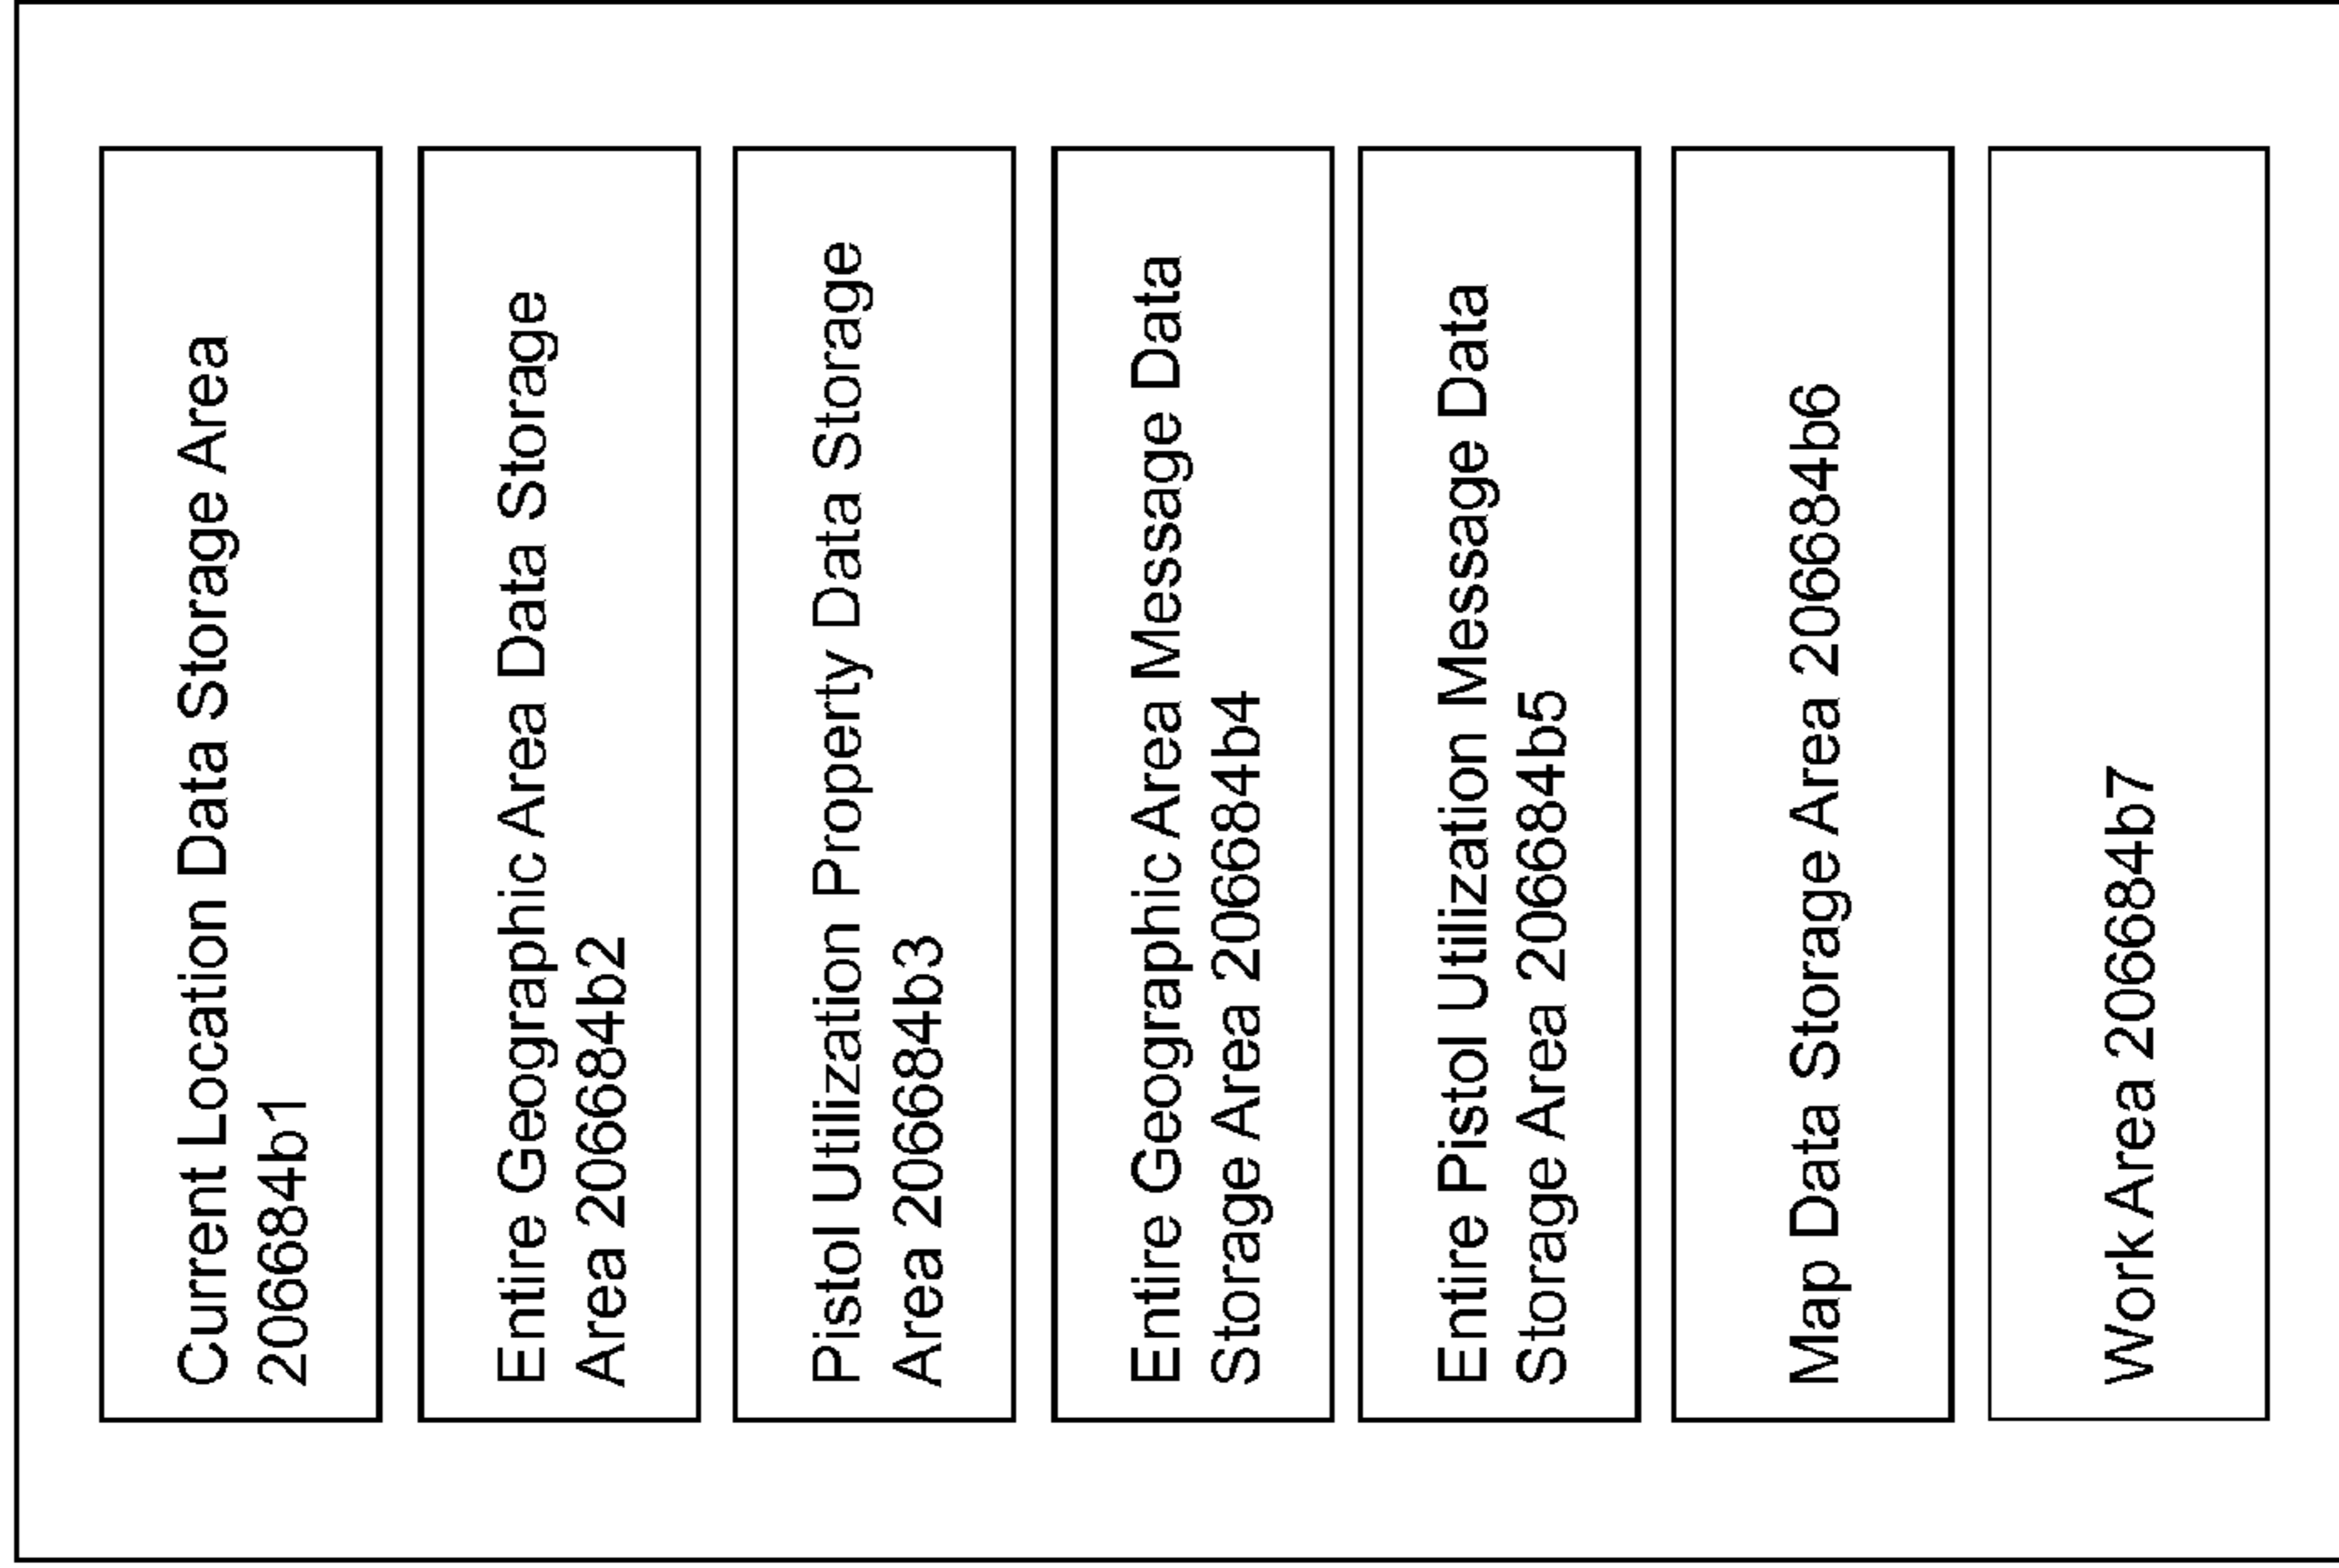 Current Location Data Storage Area
206684b1
Entire Geographic Area Data Storage
Area 206684b2
Pistol Utilization Property Data Storage
Area 206684b3
Entire Geographic Area Message Data
Storage Area 206684b4
Entire Pistol Utilization Message Data
Storage Area 206684b5
Map Data Storage Area 206684b6
Work Area 206684b7